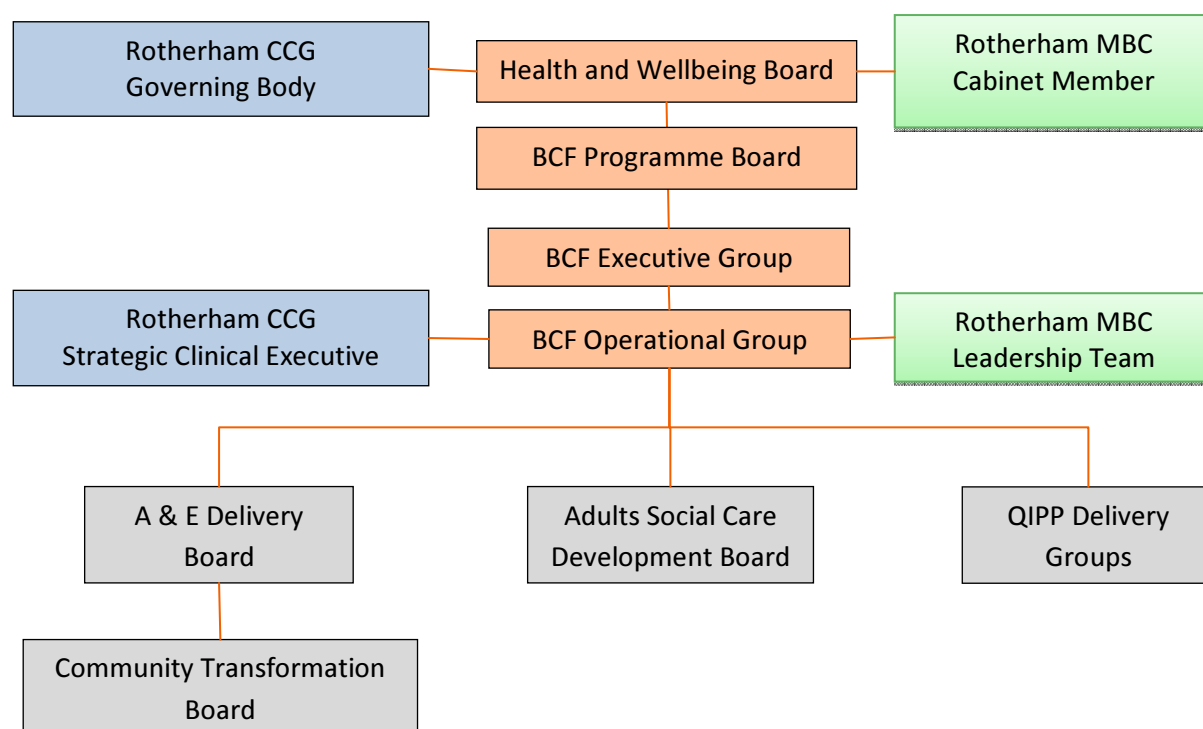 Rotherham CCG
Governing Body
Health and Wellbeing Board
Rotherham MBC
Cabinet Member
BCF Programme Board
BCF Executive Group
Rotherham CCG
Strategic Clinical Executive
BCF Operational Group
Rotherham MBC
Leadership Team
A & E Delivery
Board
Adults Social Care
Development Board
QIPP Delivery
Groups
Community Transformation
Board